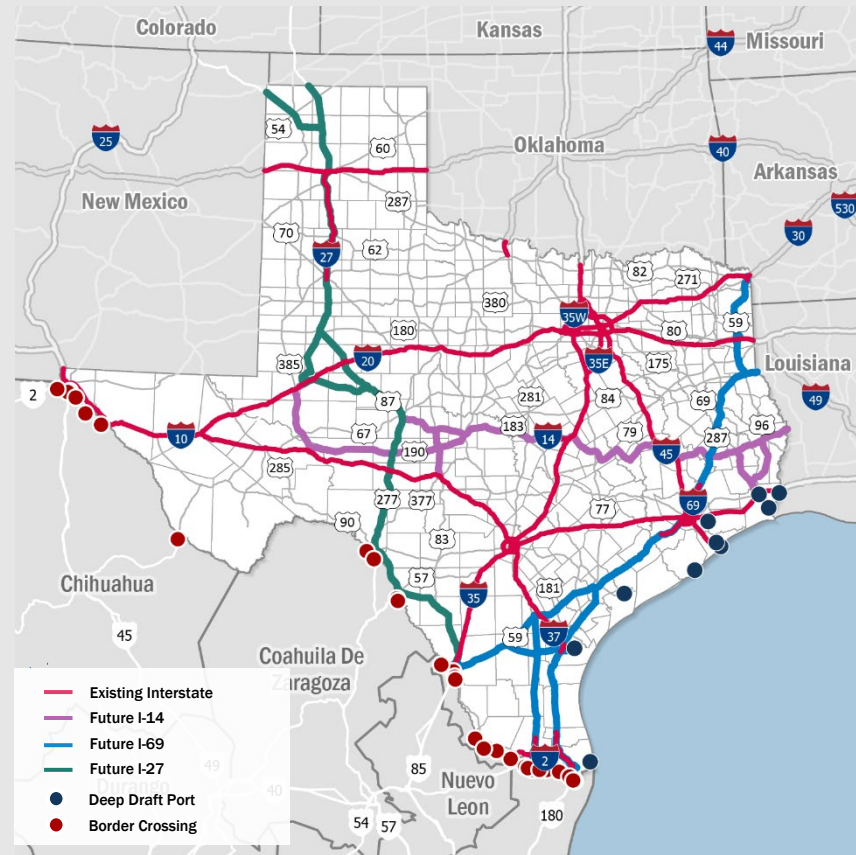 Colorado
Kansas
44
Missouri
54
25
60
Oklahoma
40
Arkansas
New Mexico
287
530
70
30
27
62
82
271
380
35W
59
180
80
20
35E
175
Louisiana
385
2
281
84
69
49
87
183
79
96
67
14
287
10
190
45
285
277
377
69
77
90
83
57
181
Chihuahua
35
45
59
37
Coahuila De
Zaragoza
2
85
Nuevo
Leon
180
54
57
49
40
Durango
Existing Interstate
Future I-14
Future I-69
Future I-27
Deep Draft Port
Border Crossing